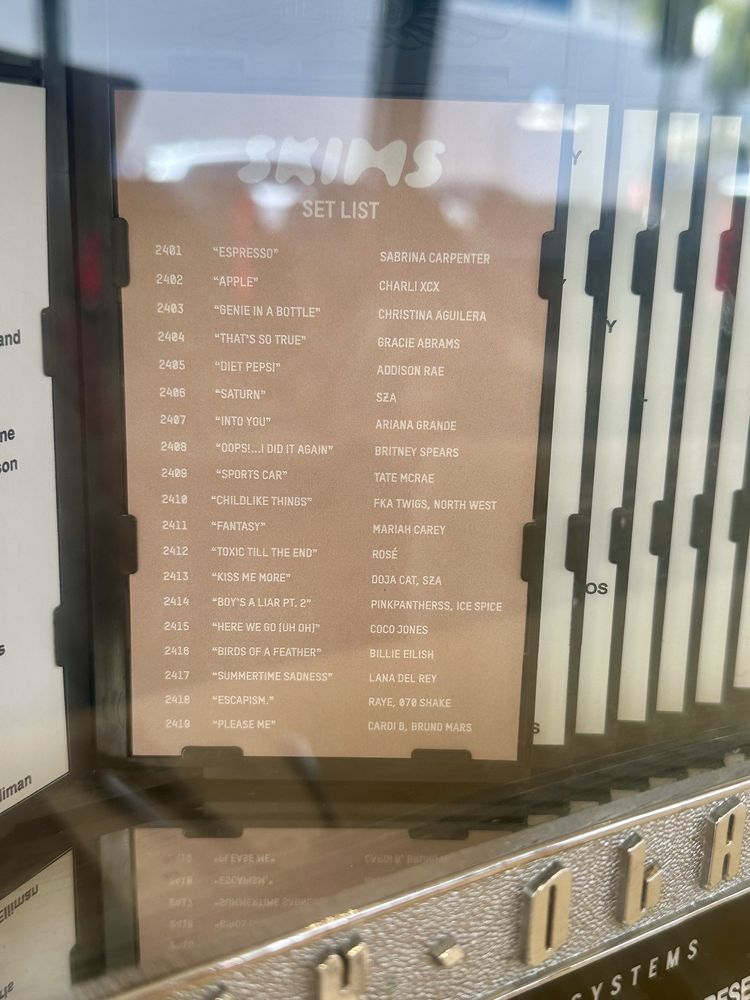 SKIMS
SET LIST
2401 "ESPRESSO" SABRINA CARPENTER
2402 "APPLE" CHARLI XCX
2403 "GENIE IN A BOTTLE" CHRISTINA AGUILERA
2404 "THAT'S SO TRUE" GRACIE ABRAMS
2405 "DIET PEPSI" ADDISON RAE
2406 "SATURN" SZA
2407 "INTO YOU" ARIANA GRANDE
2408 "OOPS!...I DID IT AGAIN" BRITNEY SPEARS
2409 "SPORTS CAR" TATE MCRAE
2410 "CHILDLIKE THINGS" FKA TWIGS, NORTH WEST
2411 "FANTASY" MARIAH CAREY
2412 "TOXIC TILL THE END" ROSÉ
2413 "KISS ME MORE" DOJA CAT, SZA
2414 "BOY'S A LIAR PT. 2" PINKPANTHERSS, ICE SPICE
2415 "HERE WE GO (UH OH)" COCO JONES
2416 "BIRDS OF A FEATHER" BILLIE EILISH
2417 "SUMMERTIME SADNESS" LANA DEL REY
2418 "ESCAPISM." RAYE, 070 SHAKE
2419 "PLEASE ME" CARDI B, BRUNO MARS
SYSTEMS